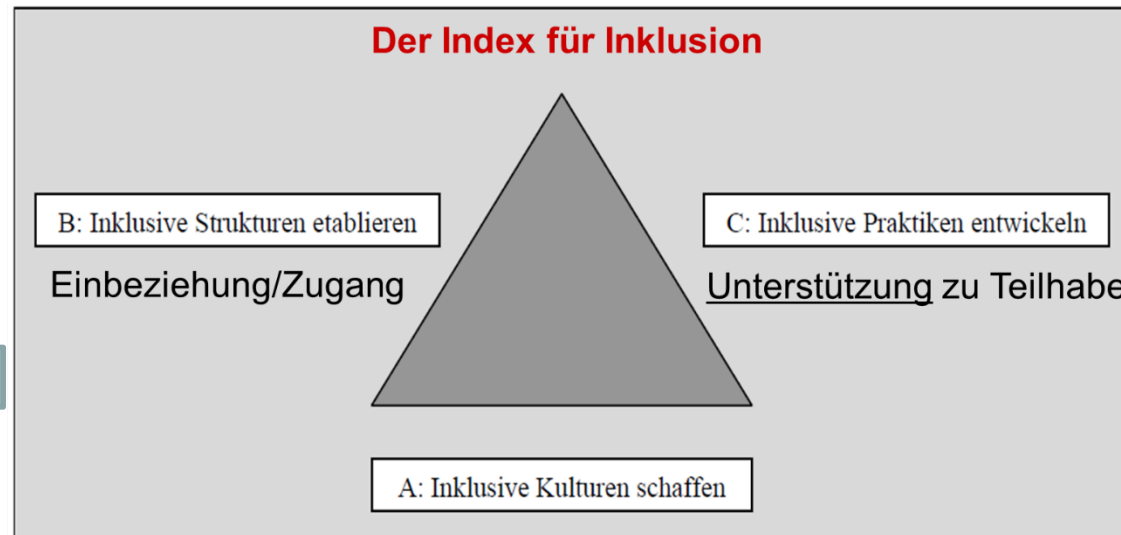 Der Index für Inklusion
B: Inklusive Strukturen etablieren
Einbeziehung/Zugang
C: Inklusive Praktiken entwickeln
Unterstützung zu Teilhabe
A: Inklusive Kulturen schaffen